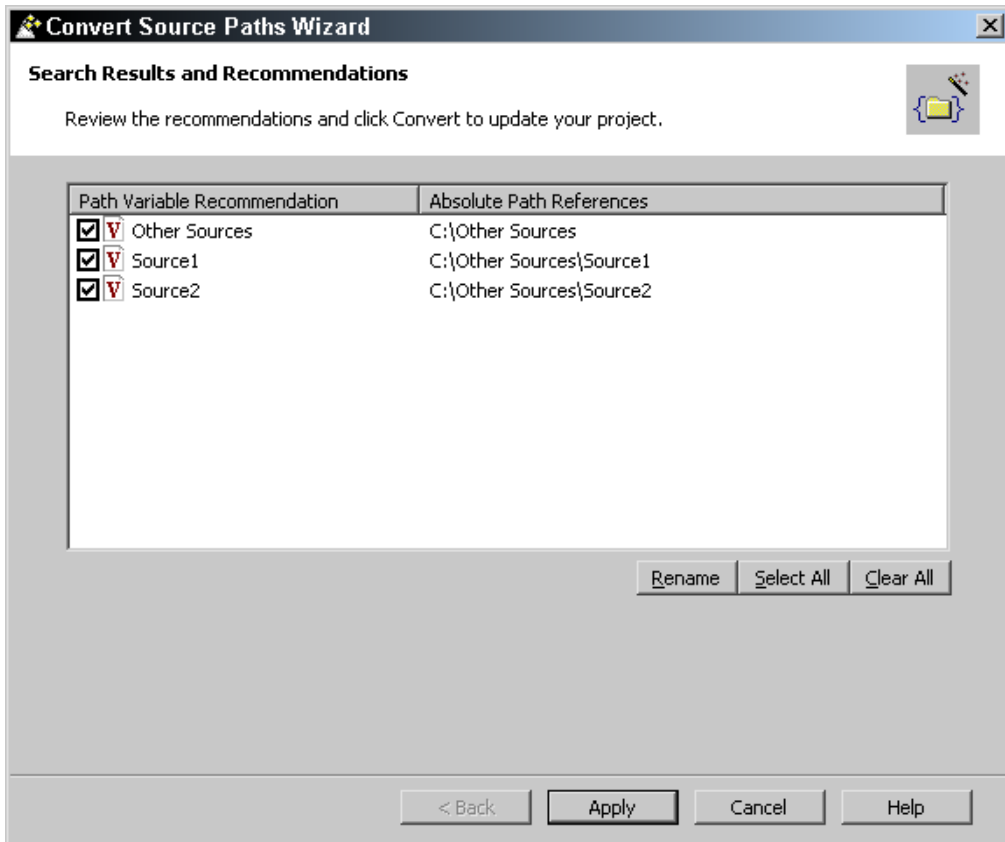 Convert Source Paths Wizard
Search Results and Recommendations
Review the recommendations and click Convert to update your project.
Path Variable Recommendation Absolute Path References
V Other Sources C:\Other Sources
V Source1 C:\Other Sources\Source1
V Source2 C:\Other Sources\Source2
Rename Select All Clear All
< Back Apply Cancel Help